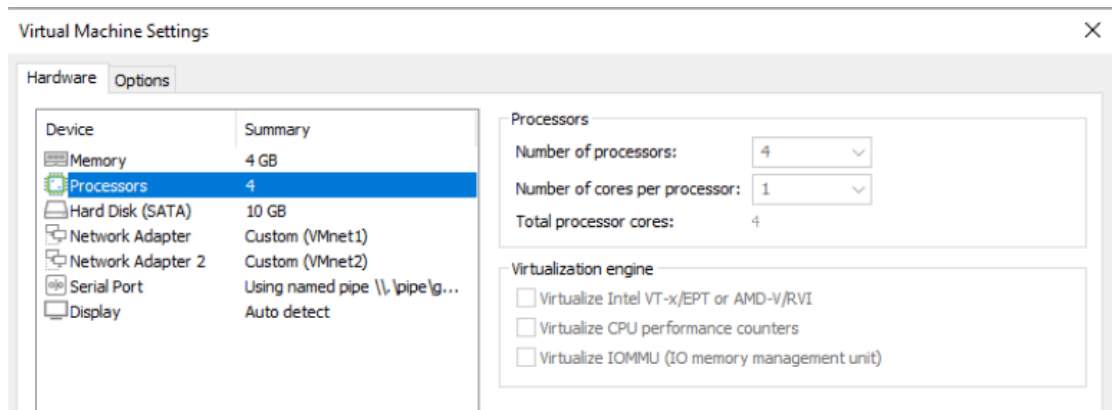 Virtual Machine Settings
Hardware Options
Device Summary
Memory 4 GB
Processors 4
Hard Disk (SATA) 10 GB
Network Adapter Custom (VMnet1)
Network Adapter 2 Custom (VMnet2)
Serial Port Using named pipe \\.\pipe\g...
Display Auto detect
Processors
Number of processors: 4
Number of cores per processor: 1
Total processor cores: 4
Virtualization engine
Virtualize Intel VT-x/EPT or AMD-V/RVI
Virtualize CPU performance counters
Virtualize IOMMU (IO memory management unit)